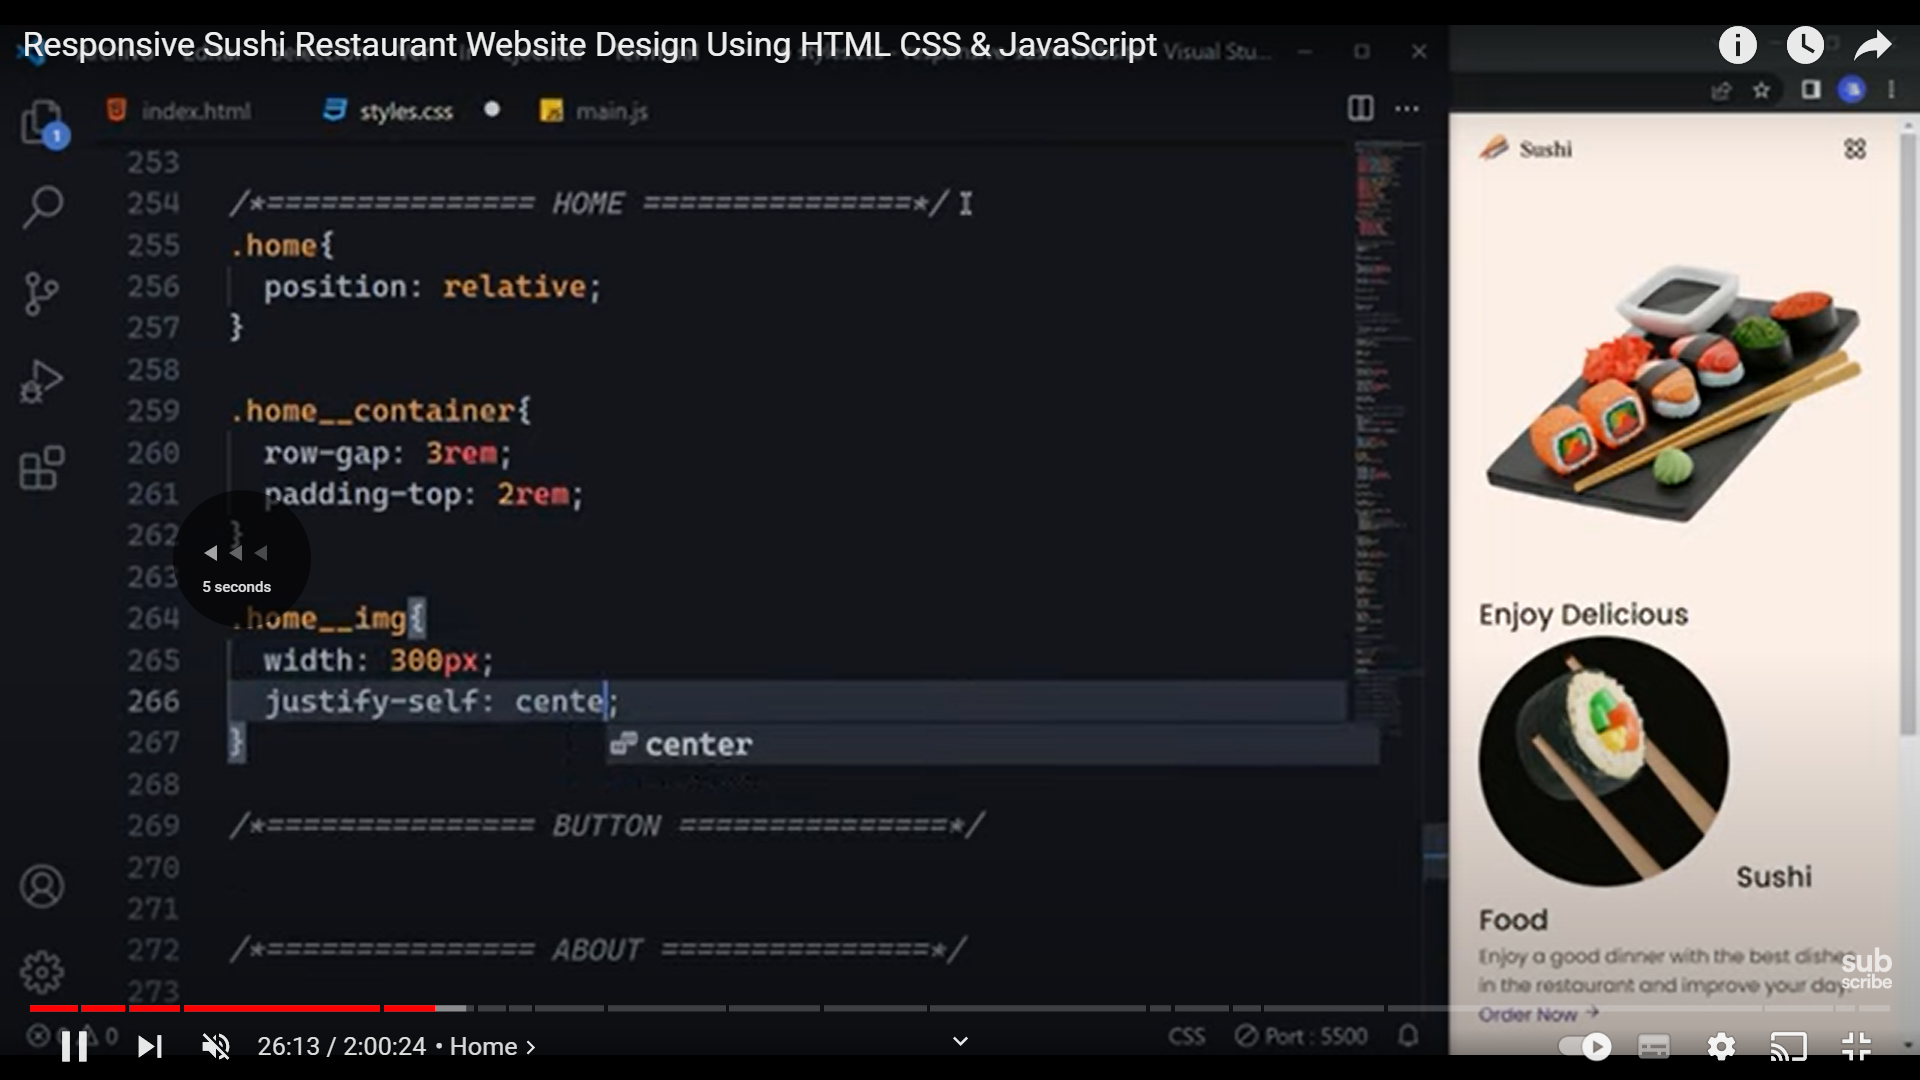 Responsive Sushi Restaurant Website Design Using HTML CSS & JavaScript
Visual Stu...
index.html
styles.css
main.js
1
253
254 /*=============== HOME ===============*/
255 .home{
256 position: relative;
257 }
258
259 .home__container{
260 row-gap: 3rem;
261 padding-top: 2rem;
262 }
263
5 seconds
264 .home__img{
265 width: 300px;
266 justify-self: cente;
267 }
center
268
269 /*=============== BUTTON ===============*/
270
271
272 /*=============== ABOUT ===============*/
273
26:13 / 2:00:24 • Home
CSS
Port : 5500
Sushi
Enjoy Delicious
Sushi
Food
Enjoy a good dinner with the best dishes
in the restaurant and improve your day.
Order Now →
sub
scribe